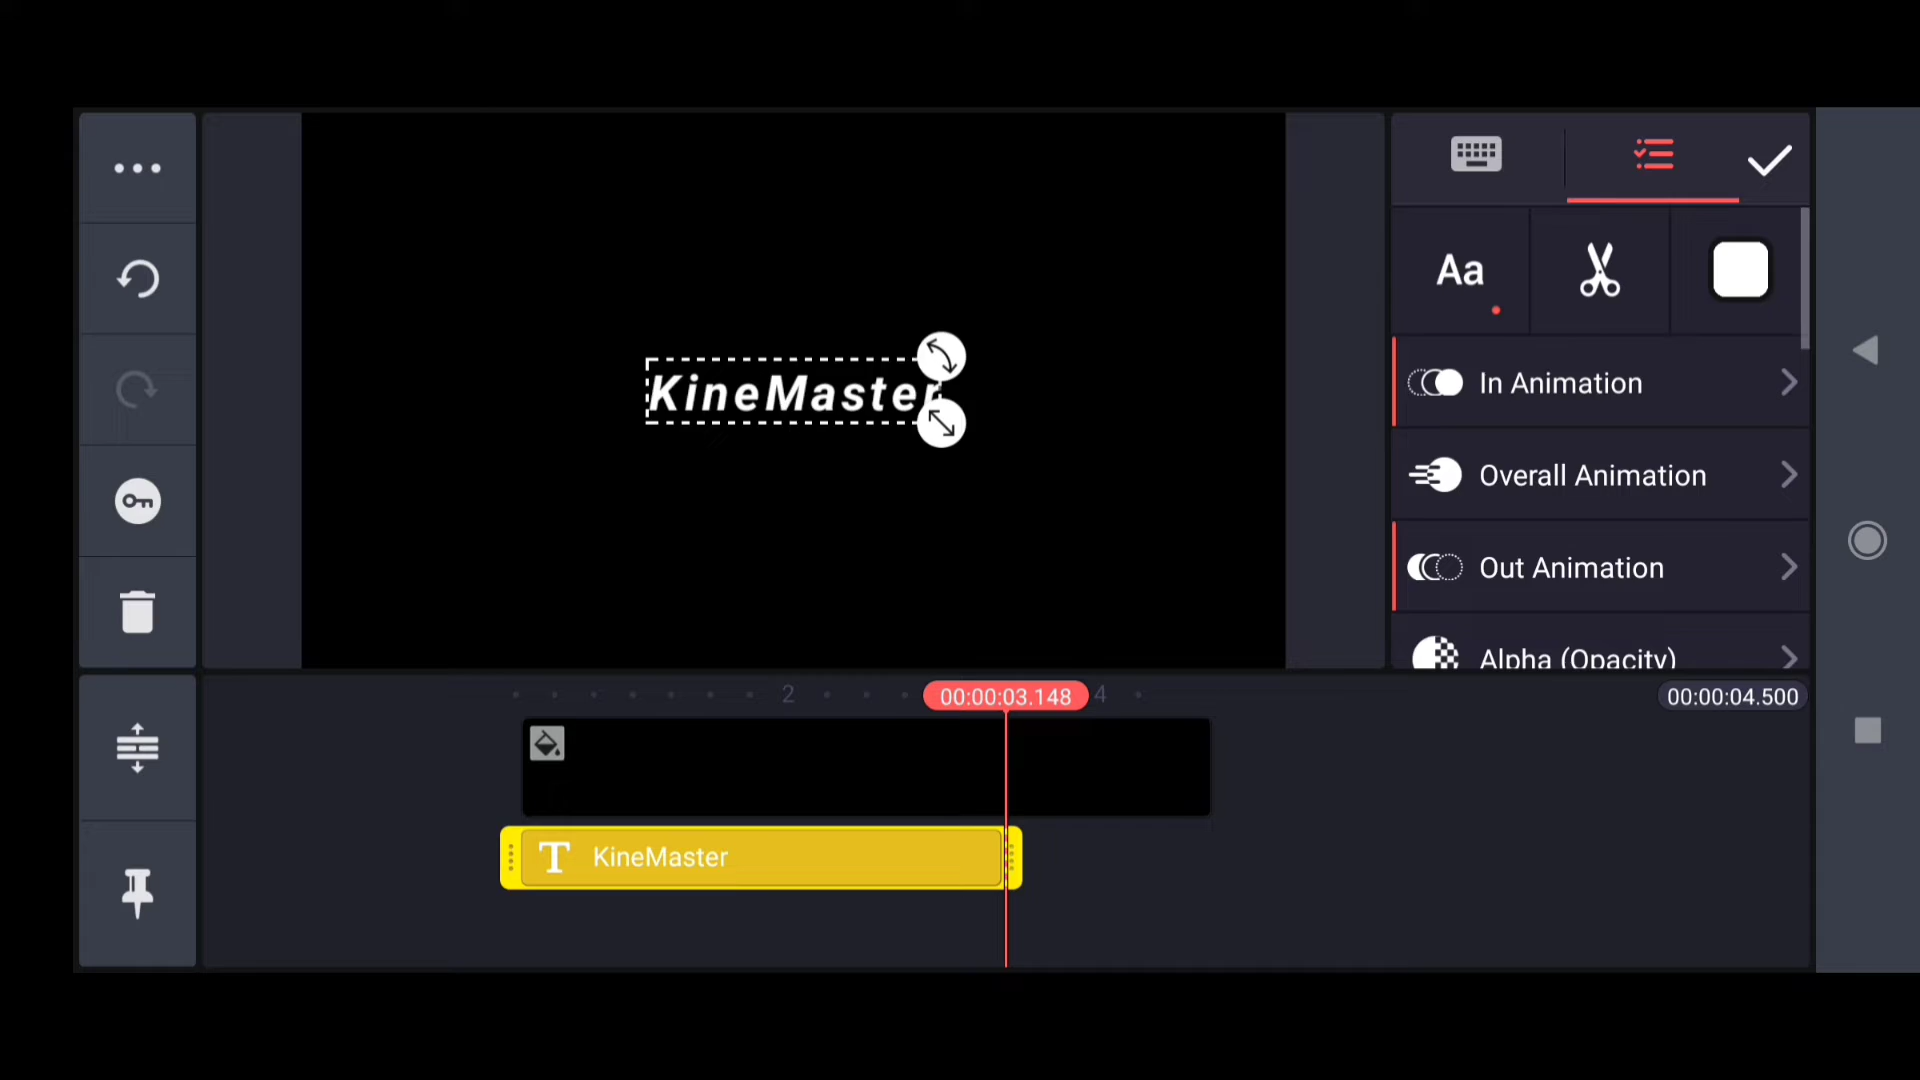 Aa
KineMaster
In Animation
Overall Animation
Out Animation
Alpha (Opacity)
2
00:00:03.148
4
00:00:04.500
T KineMaster